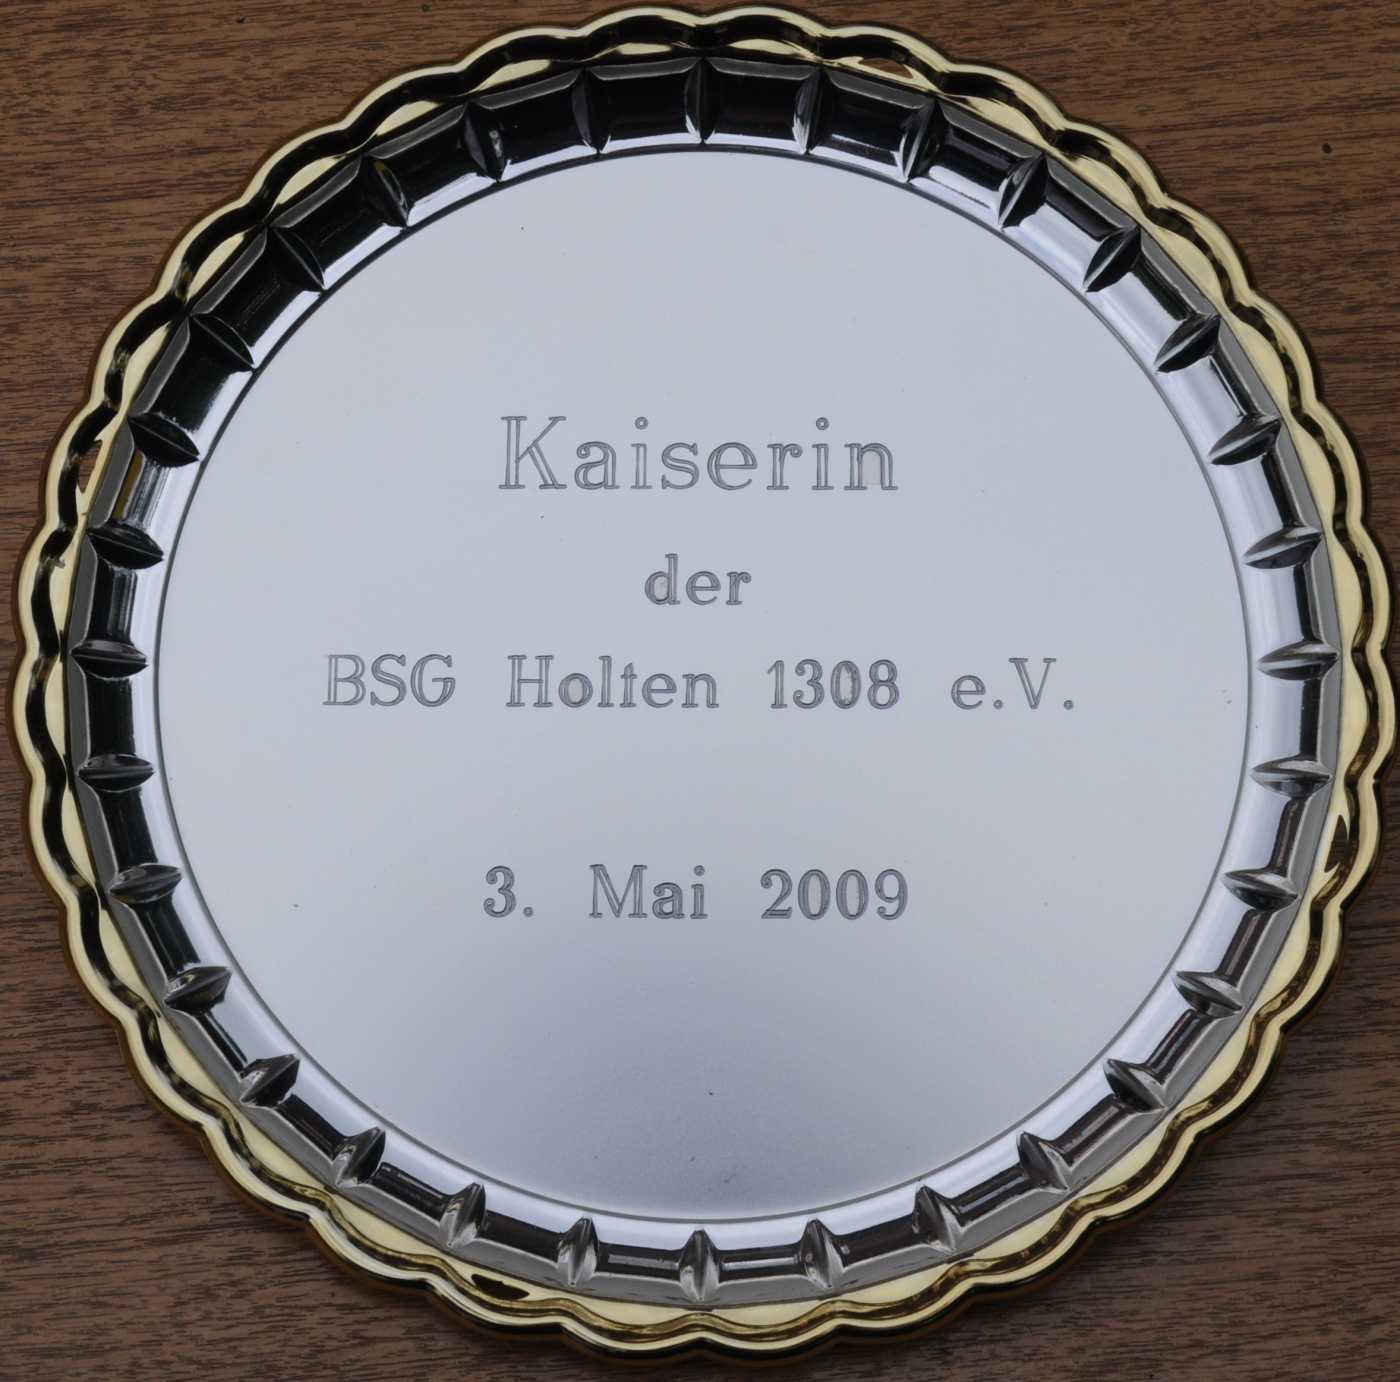 Kaiserin
der
BSG Holten 1308 e.V.
3. Mai 2009